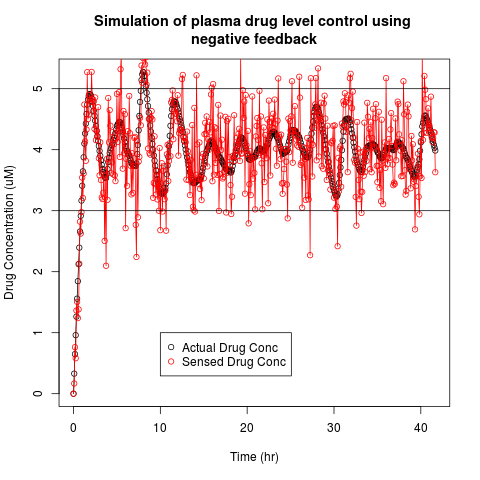 Simulation of plasma drug level control using
negative feedback
Drug Concentration (uM)
5
4
3
2
1
0
Actual Drug Conc
Sensed Drug Conc
0 10 20 30 40
Time (hr)